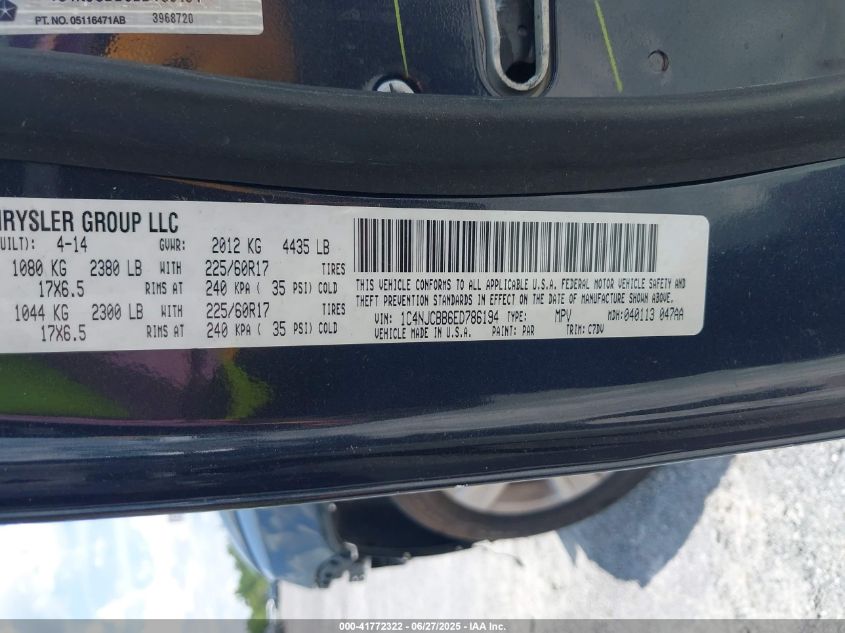 PT. NO. 05116471AB 3968720
RYSLER GROUP LLC
UILT): 4-14 GVWR: 2012 KG 4435 LB
1080 KG 2380 LB WITH 225/60R17 TIRES
17X6.5 RIMS AT 240 KPA ( 35 PSI) COLD
1044 KG 2300 LB WITH 225/60R17 TIRES
17X6.5 RIMS AT 240 KPA ( 35 PSI) COLD
THIS VEHICLE CONFORMS TO ALL APPLICABLE U.S.A. FEDERAL MOTOR VEHICLE SAFETY AND
THEFT PREVENTION STANDARDS IN EFFECT ON THE DATE OF MANUFACTURE SHOWN ABOVE.
VIN: 1C4NJCBB6ED786194 TYPE: MPV MDH: 040113 047AA
VEHICLE MADE IN U.S.A. PAINT: PAR TRIM: C7DV
000-41772322 / 06/27/2025 - IAA Inc.